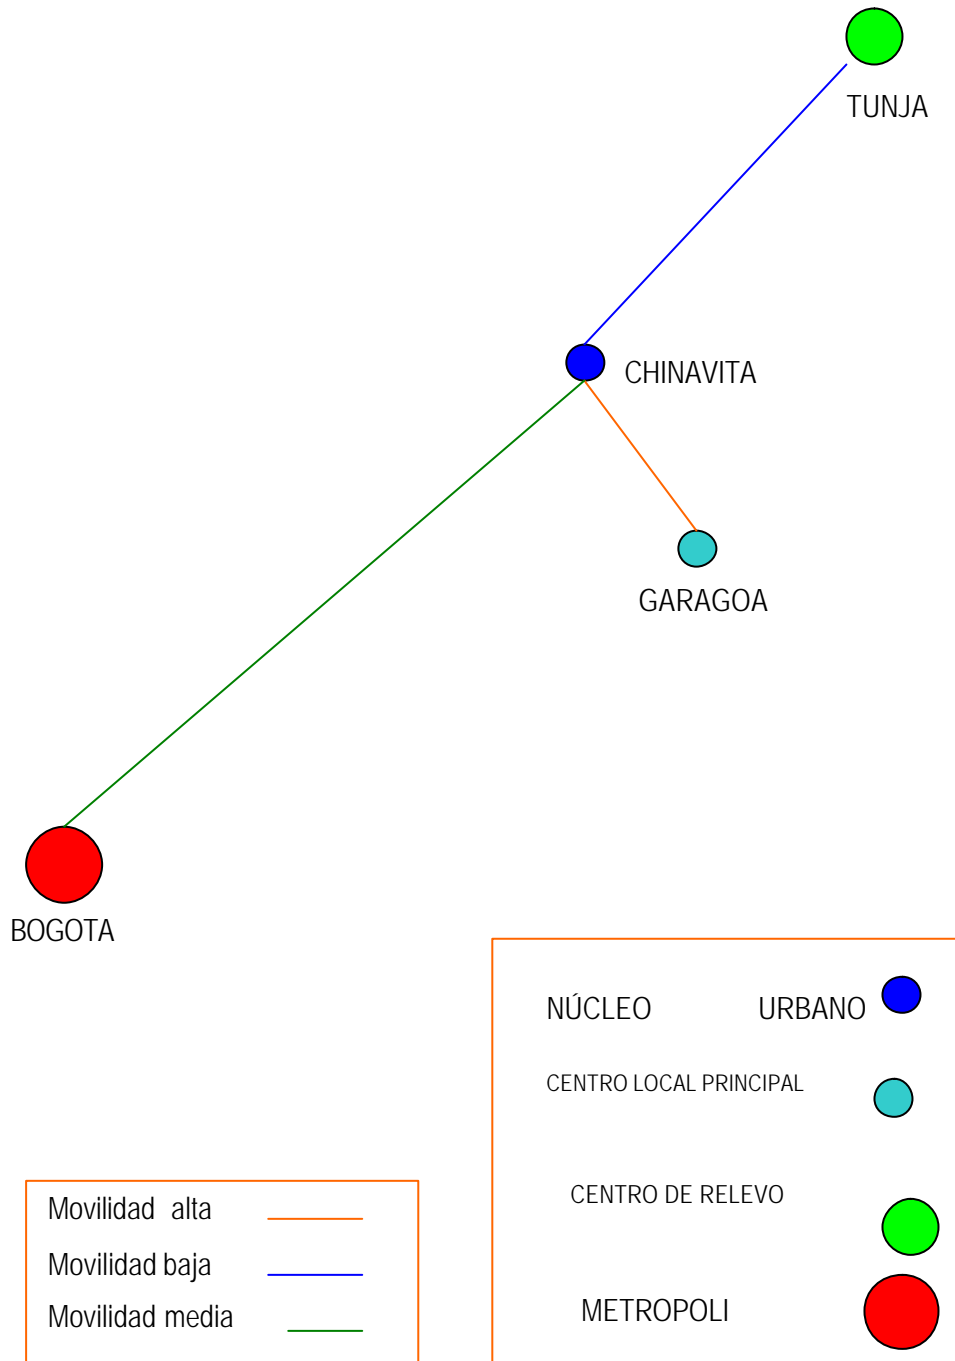 TUNJA
CHINAVITA
GARAGOA
BOGOTA
NÚCLEO URBANO
CENTRO LOCAL PRINCIPAL
CENTRO DE RELEVO
METROPOLI
Movilidad alta
Movilidad baja
Movilidad media